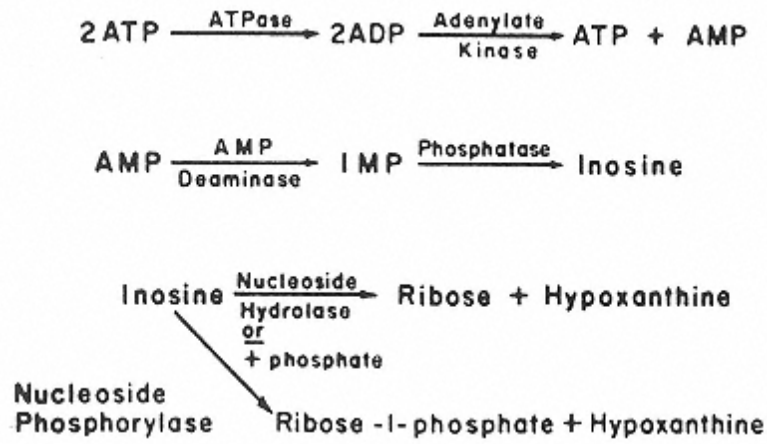 2ATP ATPase 2ADP Adenylate Kinase ATP + AMP
AMP AMP Deaminase IMP Phosphatase Inosine
Inosine Nucleoside Hydrolase Ribose + Hypoxanthine
or
+ phosphate
Nucleoside
Phosphorylase Ribose -1- phosphate + Hypoxanthine